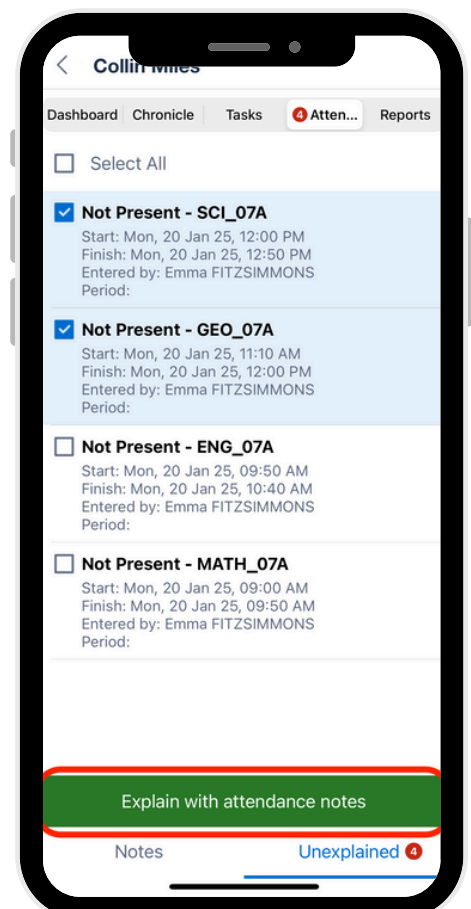 Collin Miles
Dashboard Chronicle Tasks 4 Atten... Reports
Select All
Not Present - SCI_07A
Start: Mon, 20 Jan 25, 12:00 PM
Finish: Mon, 20 Jan 25, 12:50 PM
Entered by: Emma FITZSIMMONS
Period:
Not Present - GEO_07A
Start: Mon, 20 Jan 25, 11:10 AM
Finish: Mon, 20 Jan 25, 12:00 PM
Entered by: Emma FITZSIMMONS
Period:
Not Present - ENG_07A
Start: Mon, 20 Jan 25, 09:50 AM
Finish: Mon, 20 Jan 25, 10:40 AM
Entered by: Emma FITZSIMMONS
Period:
Not Present - MATH_07A
Start: Mon, 20 Jan 25, 09:00 AM
Finish: Mon, 20 Jan 25, 09:50 AM
Entered by: Emma FITZSIMMONS
Period:
Explain with attendance notes
Notes Unexplained 4